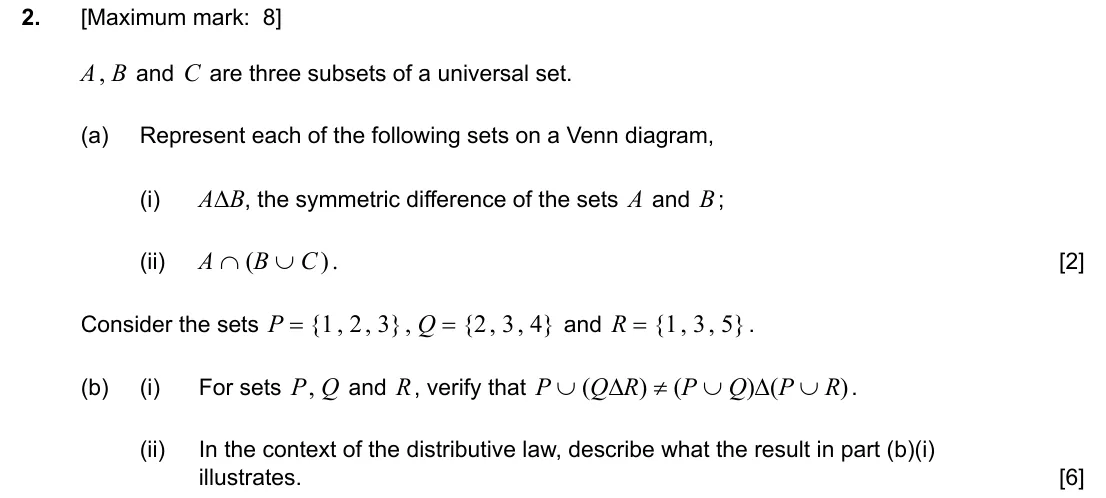 2. [Maximum mark: 8]
A, B and C are three subsets of a universal set.
(a) Represent each of the following sets on a Venn diagram,
(i) AΔB, the symmetric difference of the sets A and B;
(ii) A ∩ (B ∪ C). [2]
Consider the sets P = {1, 2, 3}, Q = {2, 3, 4} and R = {1, 3, 5}.
(b) (i) For sets P, Q and R, verify that P ∪ (QΔR) ≠ (P ∪ Q)Δ(P ∪ R).
(ii) In the context of the distributive law, describe what the result in part (b)(i)
illustrates. [6]